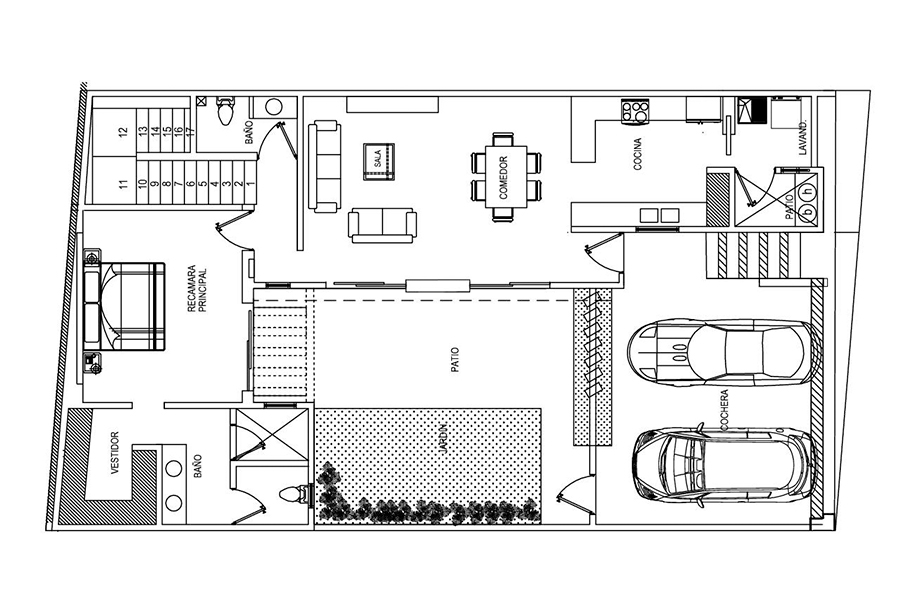 12
13
14
15
16
17
11
10
9
8
7
6
5
4
3
2
1
BAÑO
SALA
COMEDOR
COCINA
LAVAND.
PATIO
b
h
RECAMARA
PRINCIPAL
PATIO
COCHERA
JARDIN
VESTIDOR
BAÑO